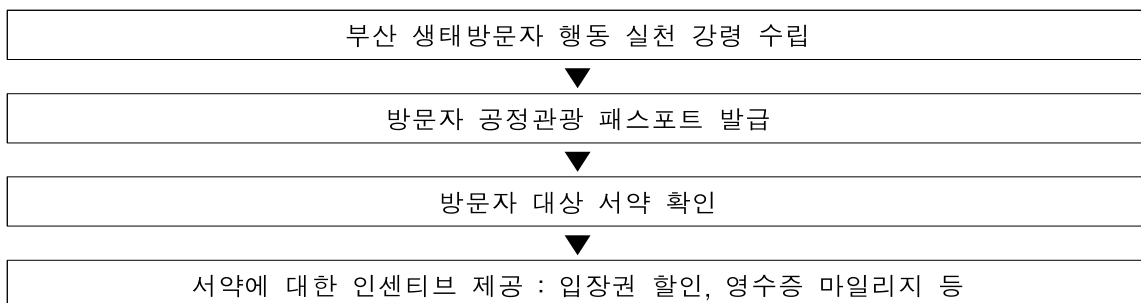 부산 생태방문자 행동 실천 강령 수립
방문자 공정관광 패스포트 발급
방문자 대상 서약 확인
서약에 대한 인센티브 제공 : 입장권 할인, 영수증 마일리지 등